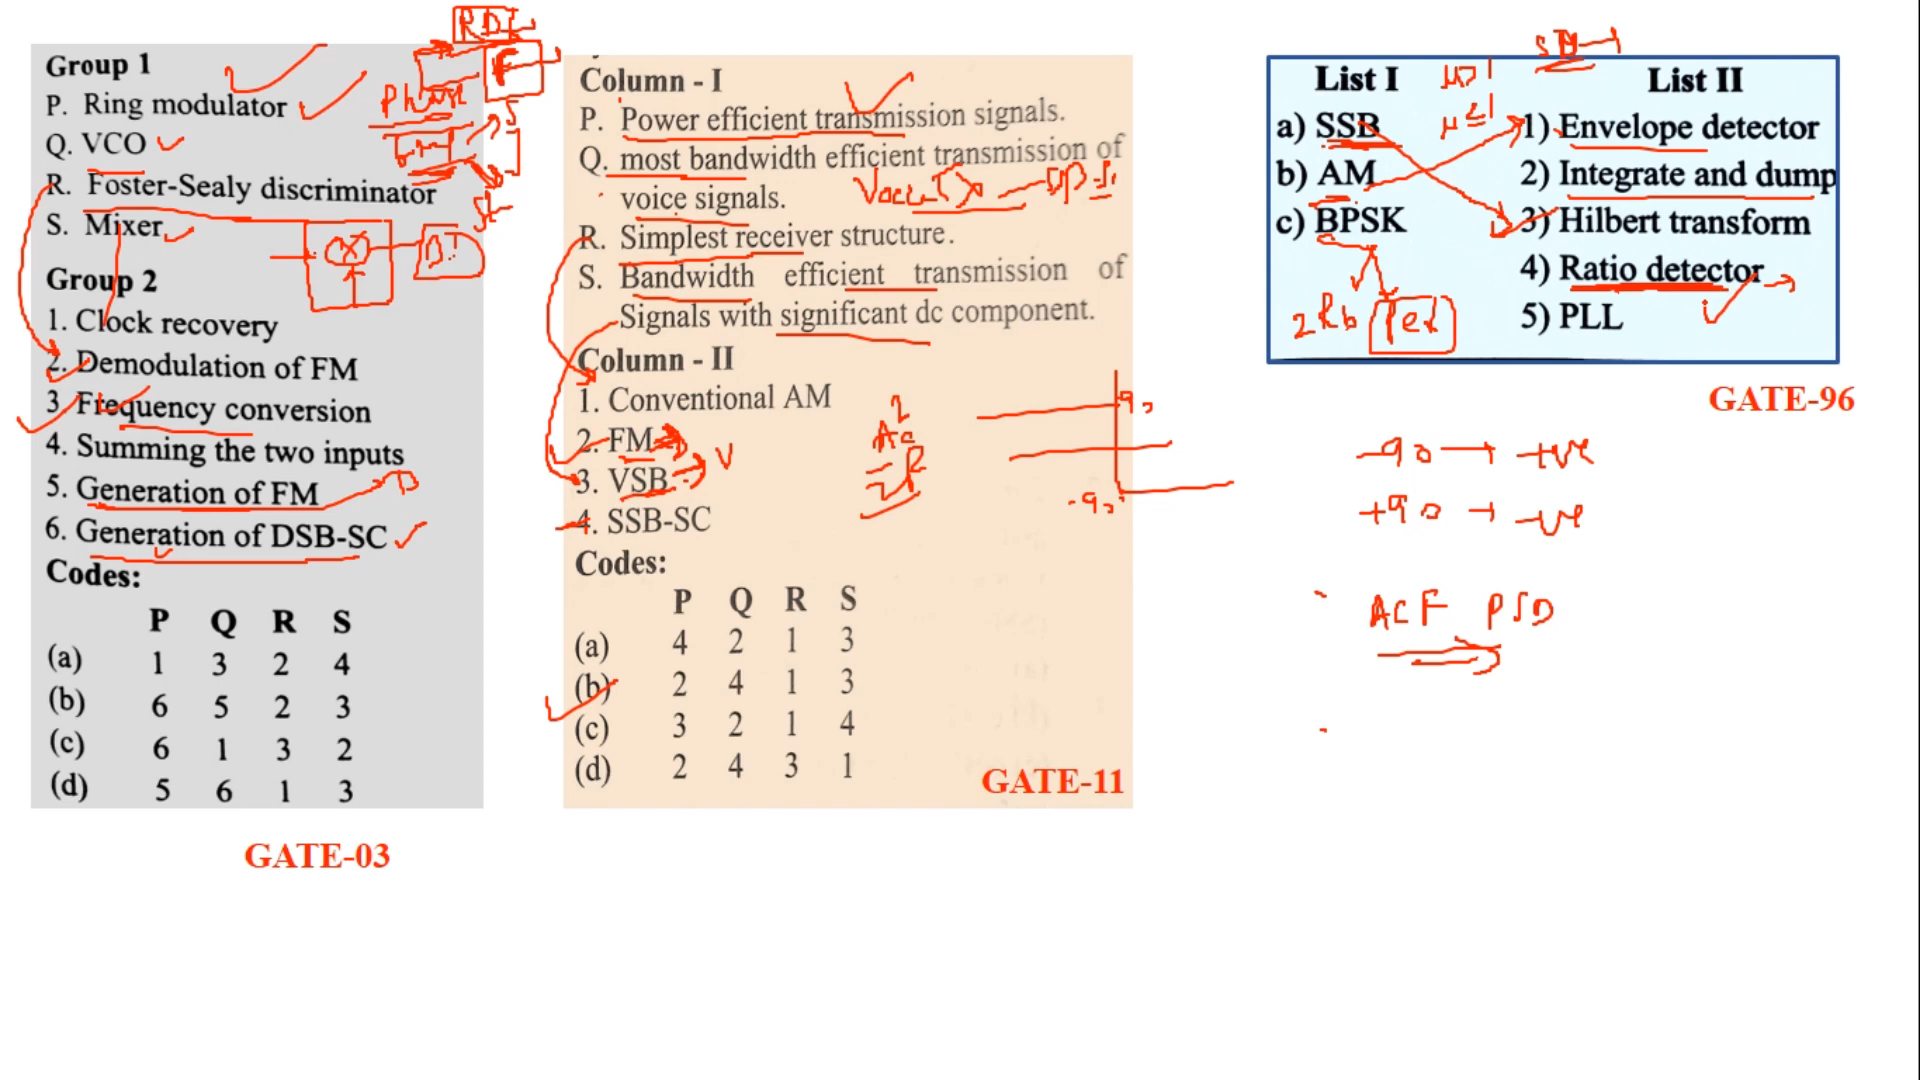 Group 1
P. Ring modulator
Q. VCO
R. Foster-Sealy discriminator
S. Mixer
Group 2
1. Clock recovery
2. Demodulation of FM
3 Frequency conversion
4. Summing the two inputs
5. Generation of FM
6. Generation of DSB-SC
Codes:
P Q R S
(a) 1 3 2 4
(b) 6 5 2 3
(c) 6 1 3 2
(d) 5 6 1 3
GATE-03
Column - I
P. Power efficient transmission signals.
Q. most bandwidth efficient transmission of
voice signals.
R. Simplest receiver structure.
S. Bandwidth efficient transmission of
Signals with significant dc component.
Column - II
1. Conventional AM
2. FM
3. VSB
4. SSB-SC
Codes:
P Q R S
(a) 4 2 1 3
(b) 2 4 1 3
(c) 3 2 1 4
(d) 2 4 3 1
GATE-11
List I List II
a) SSB 1) Envelope detector
b) AM 2) Integrate and dump
c) BPSK 3) Hilbert transform
4) Ratio detector
5) PLL
GATE-96
μ>1
μ≤1
2Rb
-90 → +ve
+90 → -ve
ACF PSD